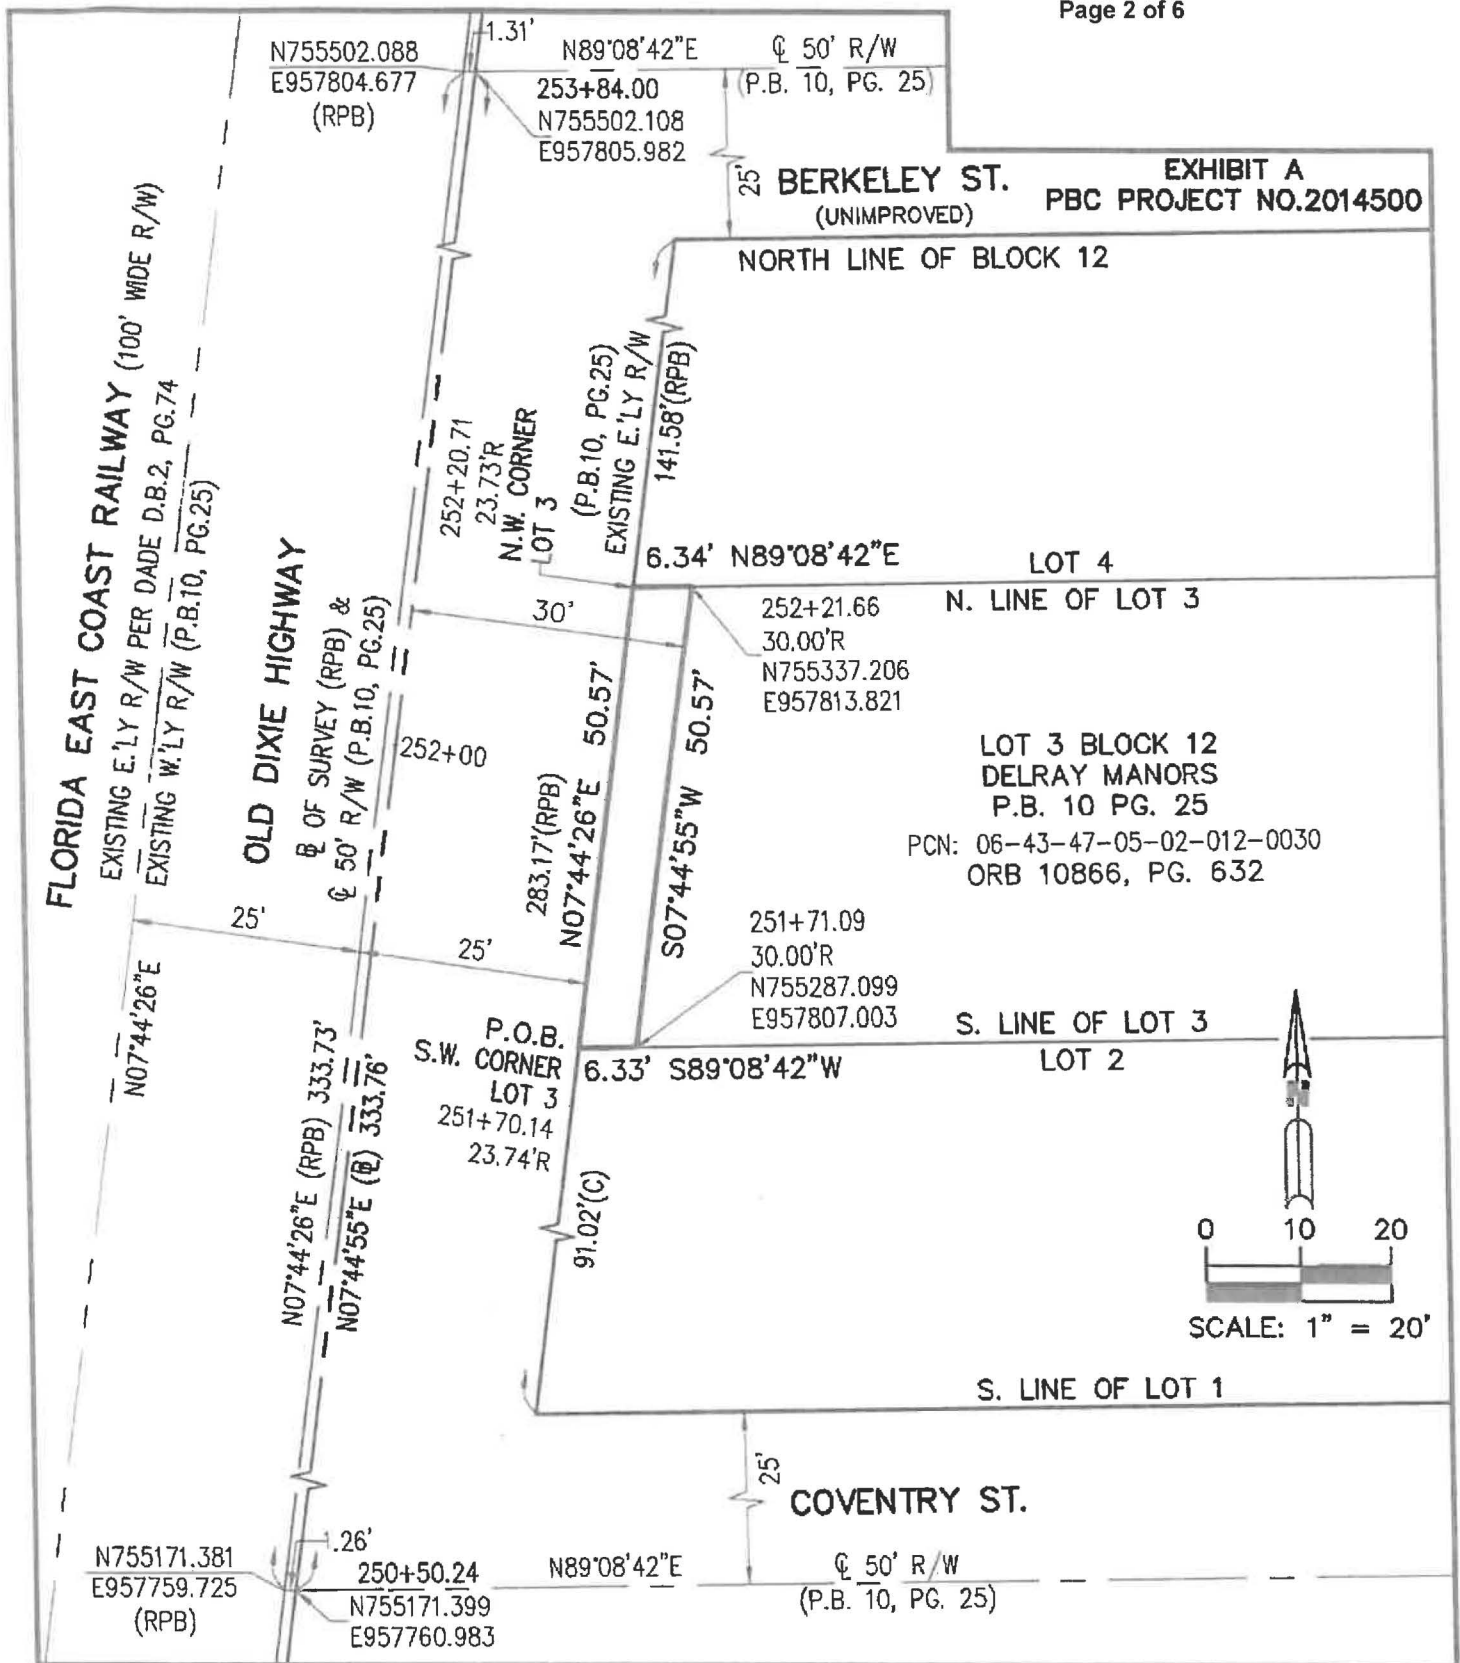 Page 2 of 6
EXHIBIT A
PBC PROJECT NO.2014500
N755502.088
E957804.677
(RPB)
1.31'
N89°08'42"E
253+84.00
N755502.108
E957805.982
℄ 50' R/W
(P.B. 10, PG. 25)
25'
BERKELEY ST.
(UNIMPROVED)
NORTH LINE OF BLOCK 12
FLORIDA EAST COAST RAILWAY (100' WIDE R/W)
EXISTING E.'LY R/W PER DADE D.B.2, PG.74
EXISTING W.'LY R/W (P.B.10, PG.25)
OLD DIXIE HIGHWAY
OF SURVEY (RPB) &
℄ 50' R/W (P.B.10, PG.25)
252+20.71
23.73'R
N.W. CORNER
LOT 3
(P.B.10, PG.25)
EXISTING E.'LY R/W
141.58'(RPB)
6.34' N89°08'42"E
LOT 4
N. LINE OF LOT 3
30'
252+21.66
30.00'R
N755337.206
E957813.821
252+00
283.17'(RPB)
N07°44'26"E 50.57'
S07°44'55"W 50.57'
LOT 3 BLOCK 12
DELRAY MANORS
P.B. 10 PG. 25
PCN: 06-43-47-05-02-012-0030
ORB 10866, PG. 632
25'
25'
251+71.09
30.00'R
N755287.099
E957807.003
N07°44'26"E
P.O.B.
S.W. CORNER
LOT 3
251+70.14
23.74'R
6.33' S89°08'42"W
S. LINE OF LOT 3
LOT 2
N07°44'26"E (RPB) 333.73'
N07°44'55"E 333.76'
91.02'(C)
N
0 10 20
SCALE: 1" = 20'
S. LINE OF LOT 1
25'
COVENTRY ST.
N755171.381
E957759.725
(RPB)
1.26'
250+50.24
N755171.399
E957760.983
N89°08'42"E
℄ 50' R/W
(P.B. 10, PG. 25)